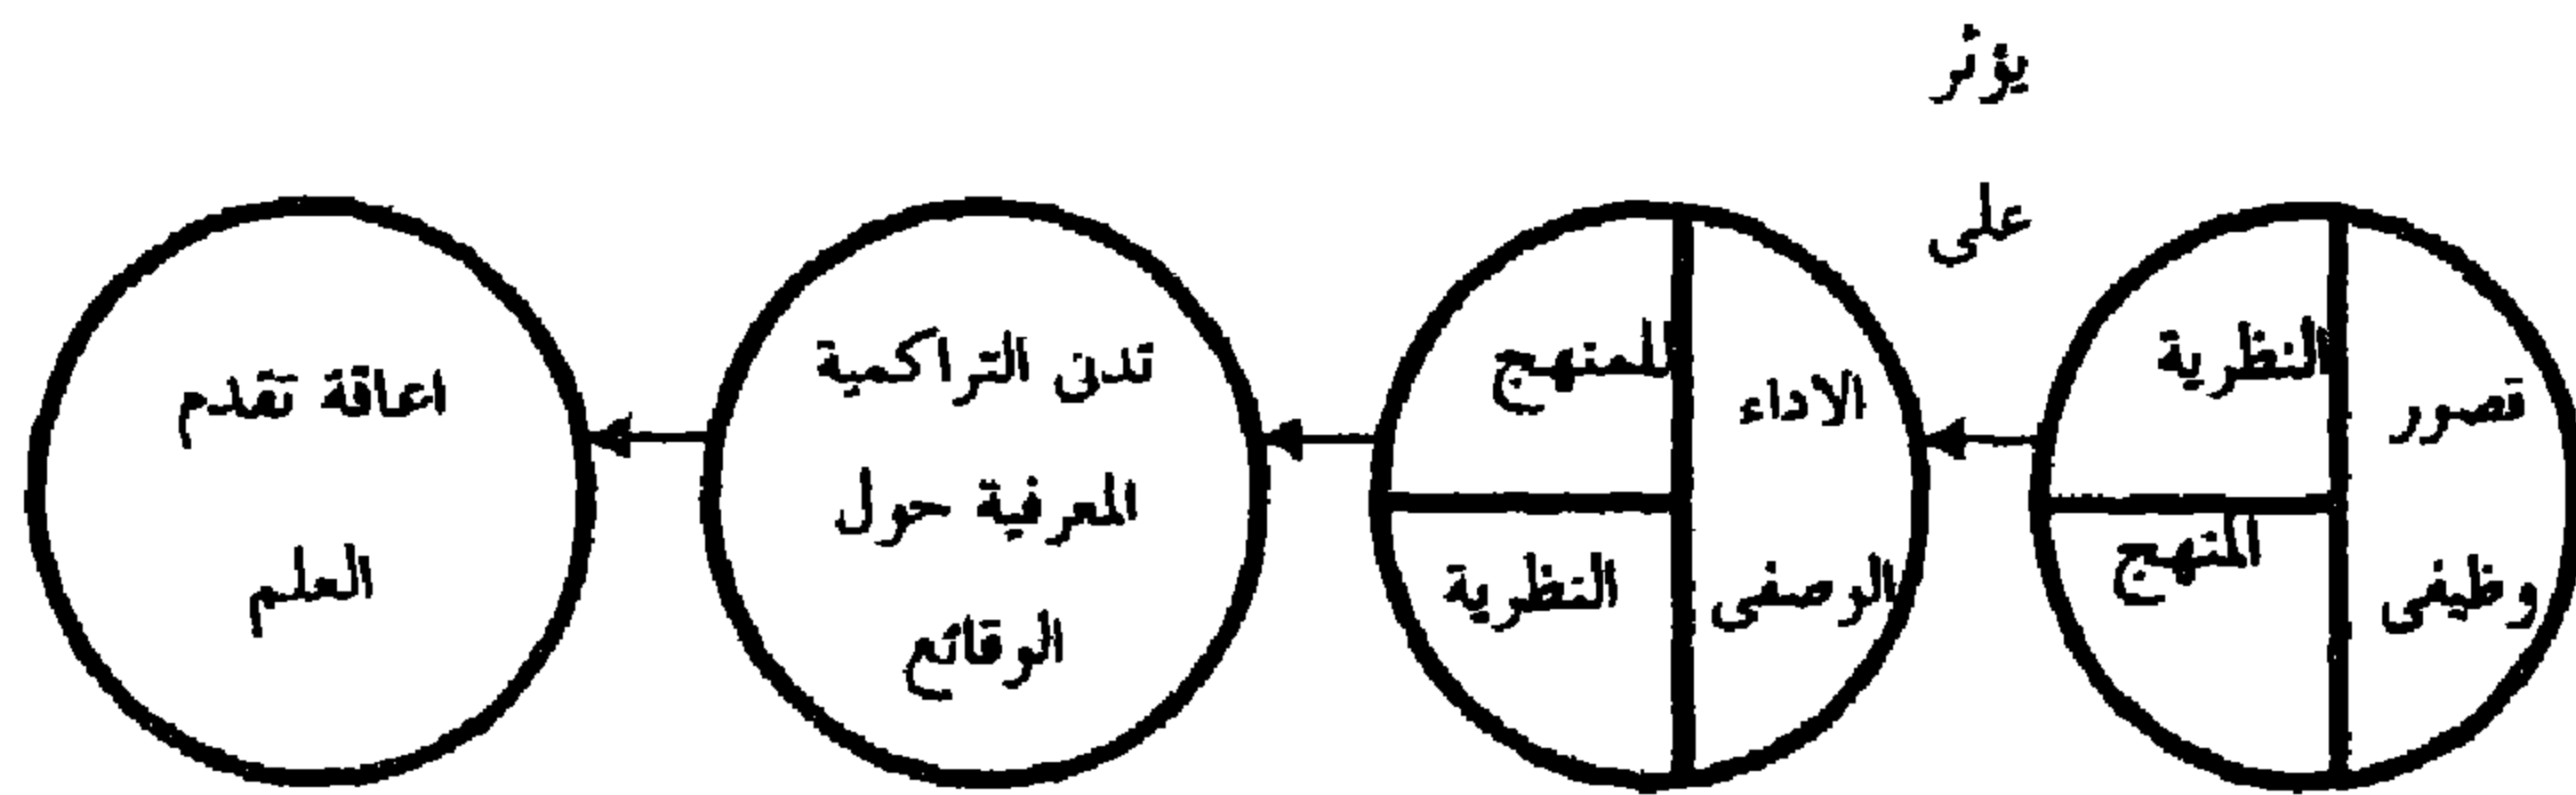 يؤثر
على
قصور
وظيفى
النظرية
المنهج
الاداء
الوصفى
للمنهج
النظرية
تدنى التراكمية
المعرفية حول
الوقائع
اعاقة تقدم
العلم